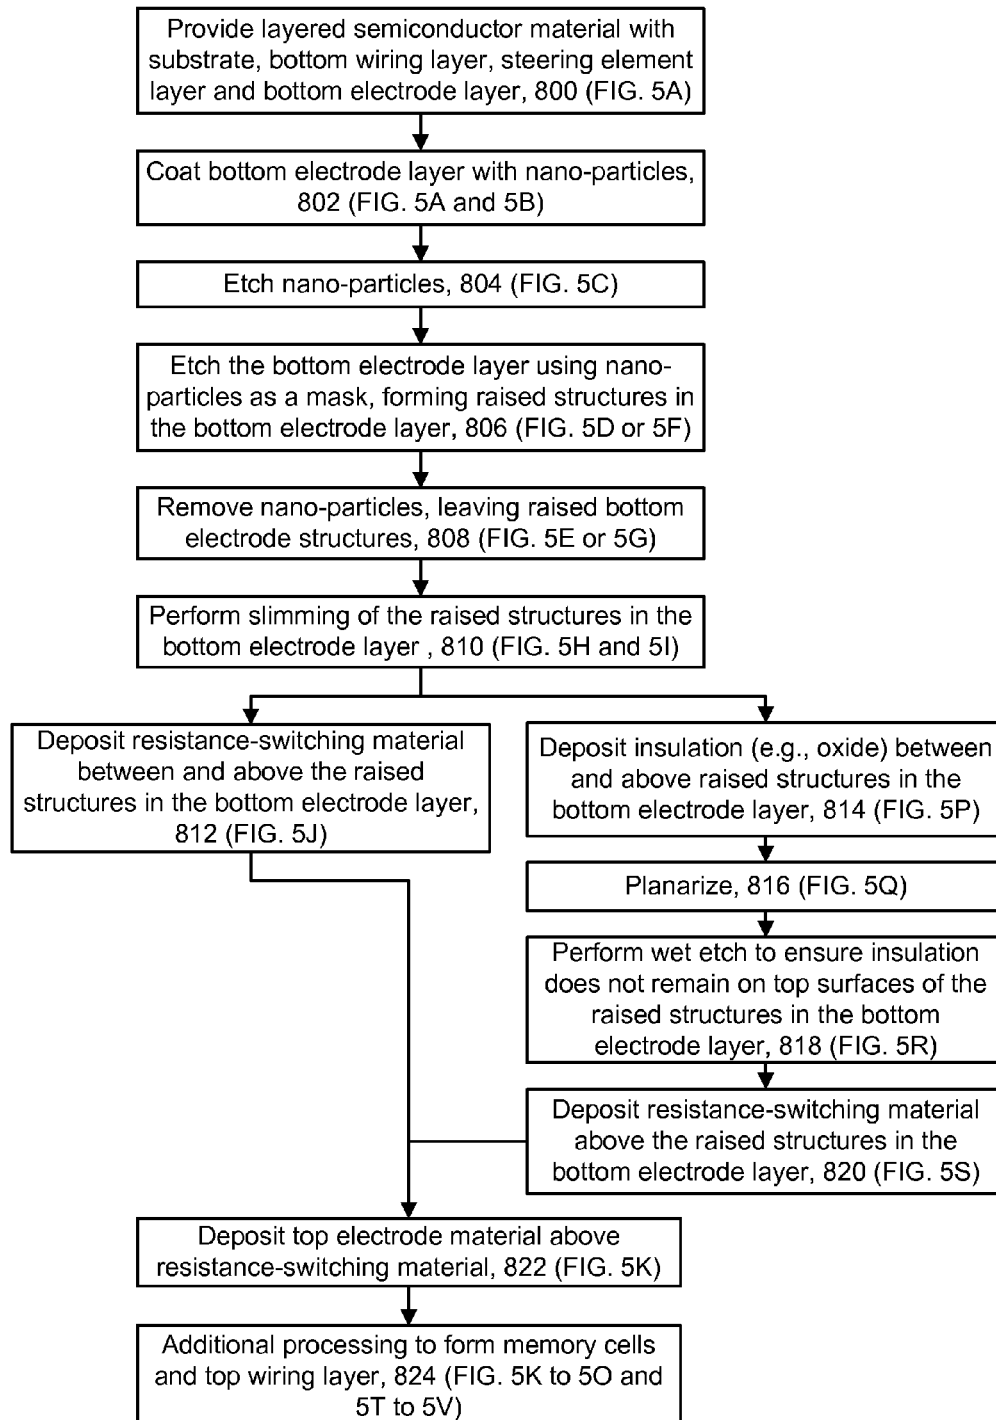 Provide layered semiconductor material with
substrate, bottom wiring layer, steering element
layer and bottom electrode layer, 800 (FIG. 5A)
Coat bottom electrode layer with nano-particles,
802 (FIG. 5A and 5B)
Etch nano-particles, 804 (FIG. 5C)
Etch the bottom electrode layer using nano-
particles as a mask, forming raised structures in
the bottom electrode layer, 806 (FIG. 5D or 5F)
Remove nano-particles, leaving raised bottom
electrode structures, 808 (FIG. 5E or 5G)
Perform slimming of the raised structures in the
bottom electrode layer , 810 (FIG. 5H and 5I)
Deposit resistance-switching material
between and above the raised
structures in the bottom electrode layer,
812 (FIG. 5J)
Deposit insulation (e.g., oxide) between
and above raised structures in the
bottom electrode layer, 814 (FIG. 5P)
Planarize, 816 (FIG. 5Q)
Perform wet etch to ensure insulation
does not remain on top surfaces of the
raised structures in the bottom
electrode layer, 818 (FIG. 5R)
Deposit resistance-switching material
above the raised structures in the
bottom electrode layer, 820 (FIG. 5S)
Deposit top electrode material above
resistance-switching material, 822 (FIG. 5K)
Additional processing to form memory cells
and top wiring layer, 824 (FIG. 5K to 5O and
5T to 5V)